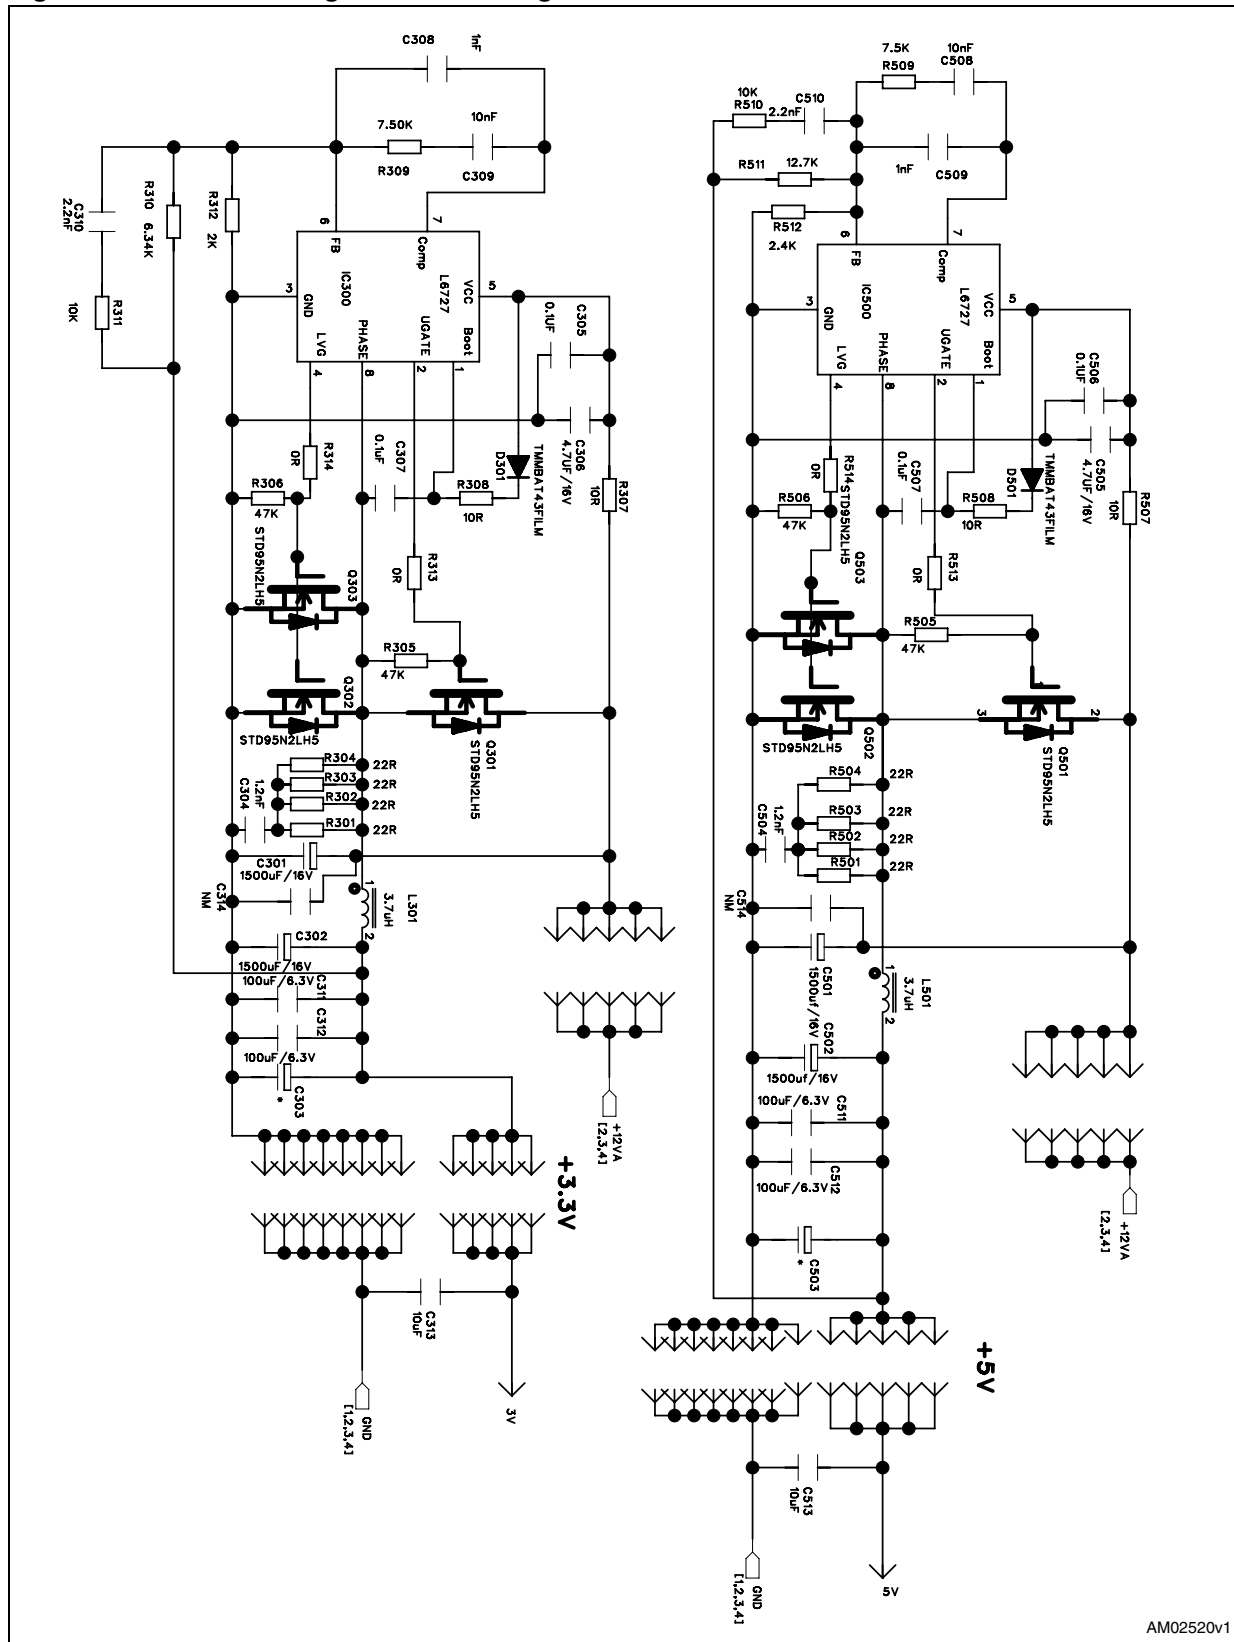 C308
1nF
7.50K
10nF
R309
C309
C310
2.2nF
R310
6.34K
R312
2K
R311
10K
6
7
FB
Comp
IC300
L6727
3
GND
VCC
5
LVG
PHASE
UGATE
Boot
4
8
2
1
C305
0.1UF
C306
4.7UF/16V
R307
10R
R314
0R
C307
0.1uF
D301
TMMBAT43FILM
R308
10R
R306
47K
STD95N2LH5
Q303
R313
0R
R305
47K
Q302
STD95N2LH5
Q301
STD95N2LH5
R304
22R
R303
22R
R302
22R
R301
22R
C304
1.2nF
C301
1500uF/16V
C314
NM
1
L301
3.7uH
2
C302
1500uF/16V
100uF/6.3V
C311
C312
100uF/6.3V
C303
*
+12VA
[2,3,4]
+3.3V
C313
10uF
GND
[1,2,3,4]
3V
7.5K
R509
10nF
C508
10K
R510
2.2nF
C510
R511
12.7K
1nF
C509
R512
2.4K
6
7
FB
Comp
IC500
L6727
3
GND
VCC
5
LVG
PHASE
UGATE
Boot
4
8
2
1
C506
0.1UF
C505
4.7UF/16V
R507
10R
R514
0R
STD95N2LH5
C507
0.1uF
D501
TMMBAT43FILM
R508
10R
R506
47K
Q503
R513
0R
R505
47K
1
3
2
Q502
STD95N2LH5
Q501
STD95N2LH5
R504
22R
R503
22R
R502
22R
R501
22R
C504
1.2nF
C514
NM
C501
1500uf/16V
1
L501
3.7uH
2
C502
1500uf/16V
100uF/6.3V
C511
C512
100uF/6.3V
C503
*
+12VA
[2,3,4]
+5V
C513
10uF
GND
[1,2,3,4]
5V
AM02520v1